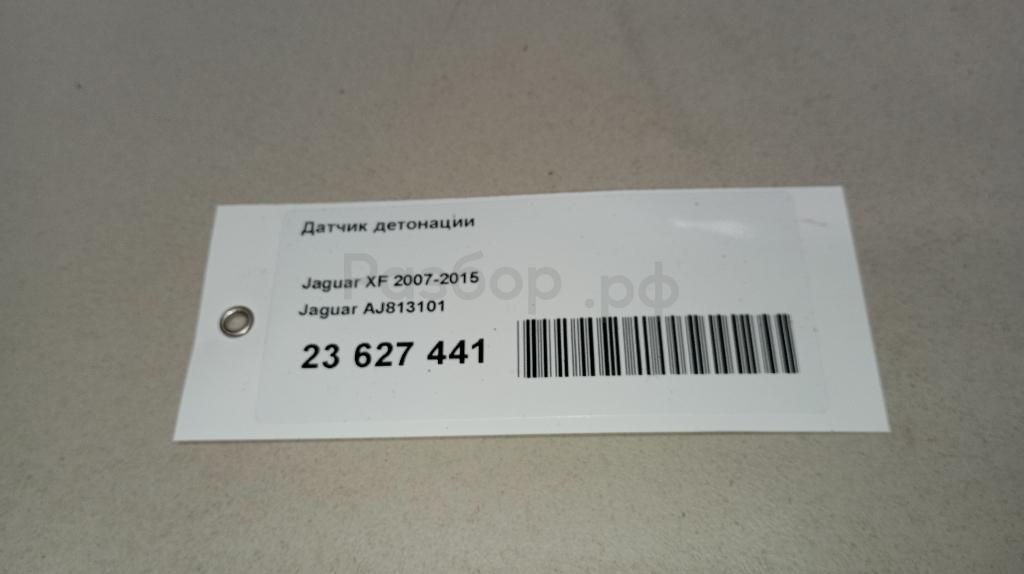 Датчик детонации
Jaguar XF 2007-2015
Jaguar AJ813101
23 627 441
Разбор.рф